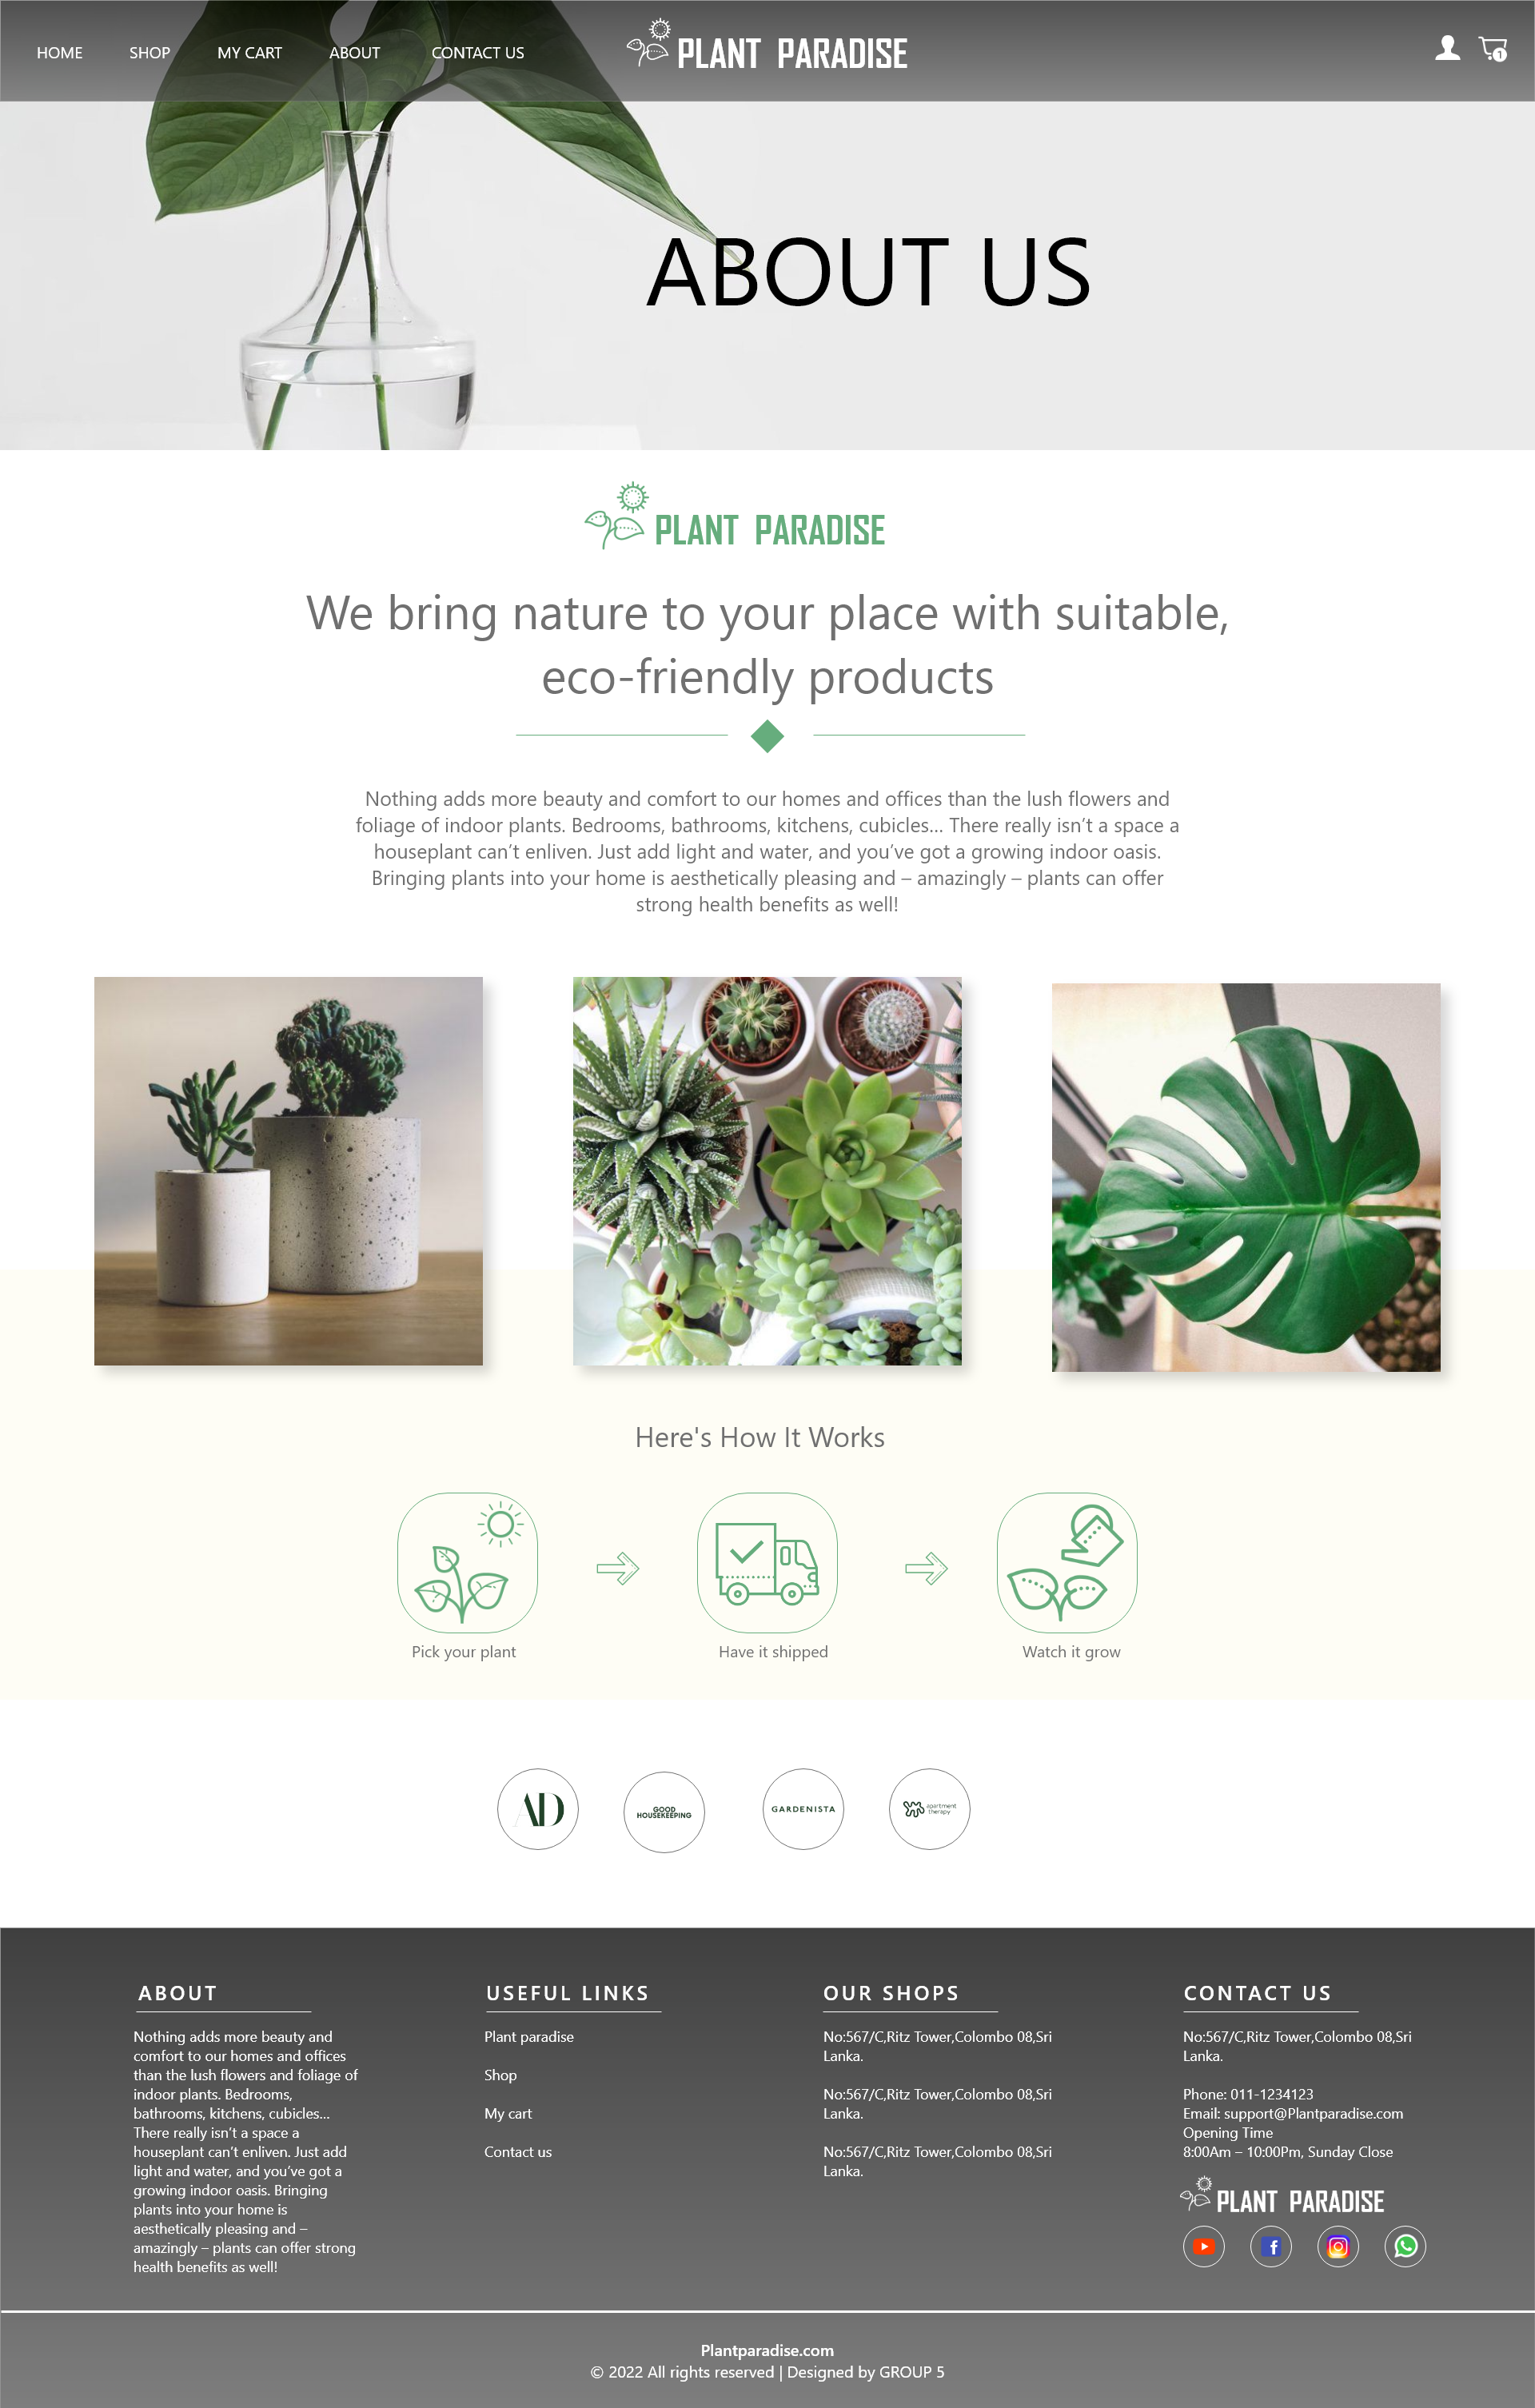 HOME SHOP MY CART ABOUT CONTACT US PLANT PARADISE 1
ABOUT US
PLANT PARADISE
We bring nature to your place with suitable,
eco-friendly products
Nothing adds more beauty and comfort to our homes and offices than the lush flowers and
foliage of indoor plants. Bedrooms, bathrooms, kitchens, cubicles... There really isn’t a space a
houseplant can’t enliven. Just add light and water, and you’ve got a growing indoor oasis.
Bringing plants into your home is aesthetically pleasing and – amazingly – plants can offer
strong health benefits as well!
Here's How It Works
Pick your plant
Have it shipped
Watch it grow
AD
GOOD
HOUSEKEEPING
GARDENISTA
apartment
therapy
ABOUT
Nothing adds more beauty and
comfort to our homes and offices
than the lush flowers and foliage of
indoor plants. Bedrooms,
bathrooms, kitchens, cubicles...
There really isn’t a space a
houseplant can’t enliven. Just add
light and water, and you’ve got a
growing indoor oasis. Bringing
plants into your home is
aesthetically pleasing and –
amazingly – plants can offer strong
health benefits as well!
USEFUL LINKS
Plant paradise
Shop
My cart
Contact us
OUR SHOPS
No:567/C,Ritz Tower,Colombo 08,Sri
Lanka.
No:567/C,Ritz Tower,Colombo 08,Sri
Lanka.
No:567/C,Ritz Tower,Colombo 08,Sri
Lanka.
CONTACT US
No:567/C,Ritz Tower,Colombo 08,Sri
Lanka.
Phone: 011-1234123
Email: support@Plantparadise.com
Opening Time
8:00Am – 10:00Pm, Sunday Close
PLANT PARADISE
Plantparadise.com
© 2022 All rights reserved | Designed by GROUP 5